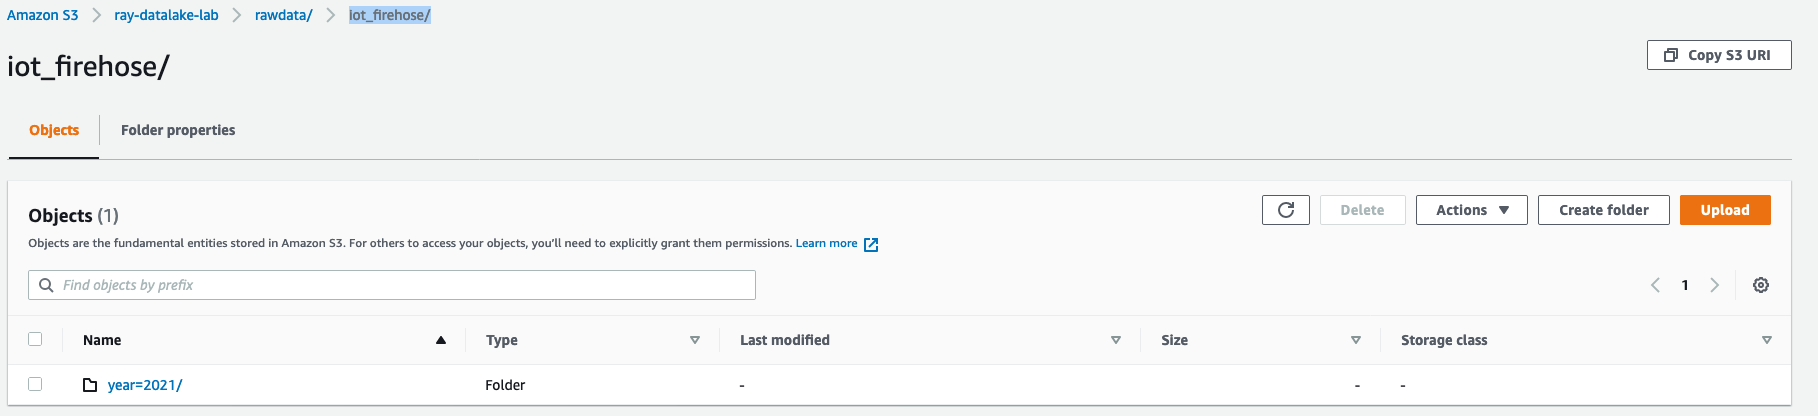 Amazon S3 > ray-datalake-lab > rawdata/ > iot_firehose/
iot_firehose/
Copy S3 URI
Objects
Folder properties
Objects (1)
Delete
Actions
Create folder
Upload
Objects are the fundamental entities stored in Amazon S3. For others to access your objects, you'll need to explicitly grant them permissions. Learn more
Find objects by prefix
1
Name
Type
Last modified
Size
Storage class
year=2021/
Folder
-
-
-